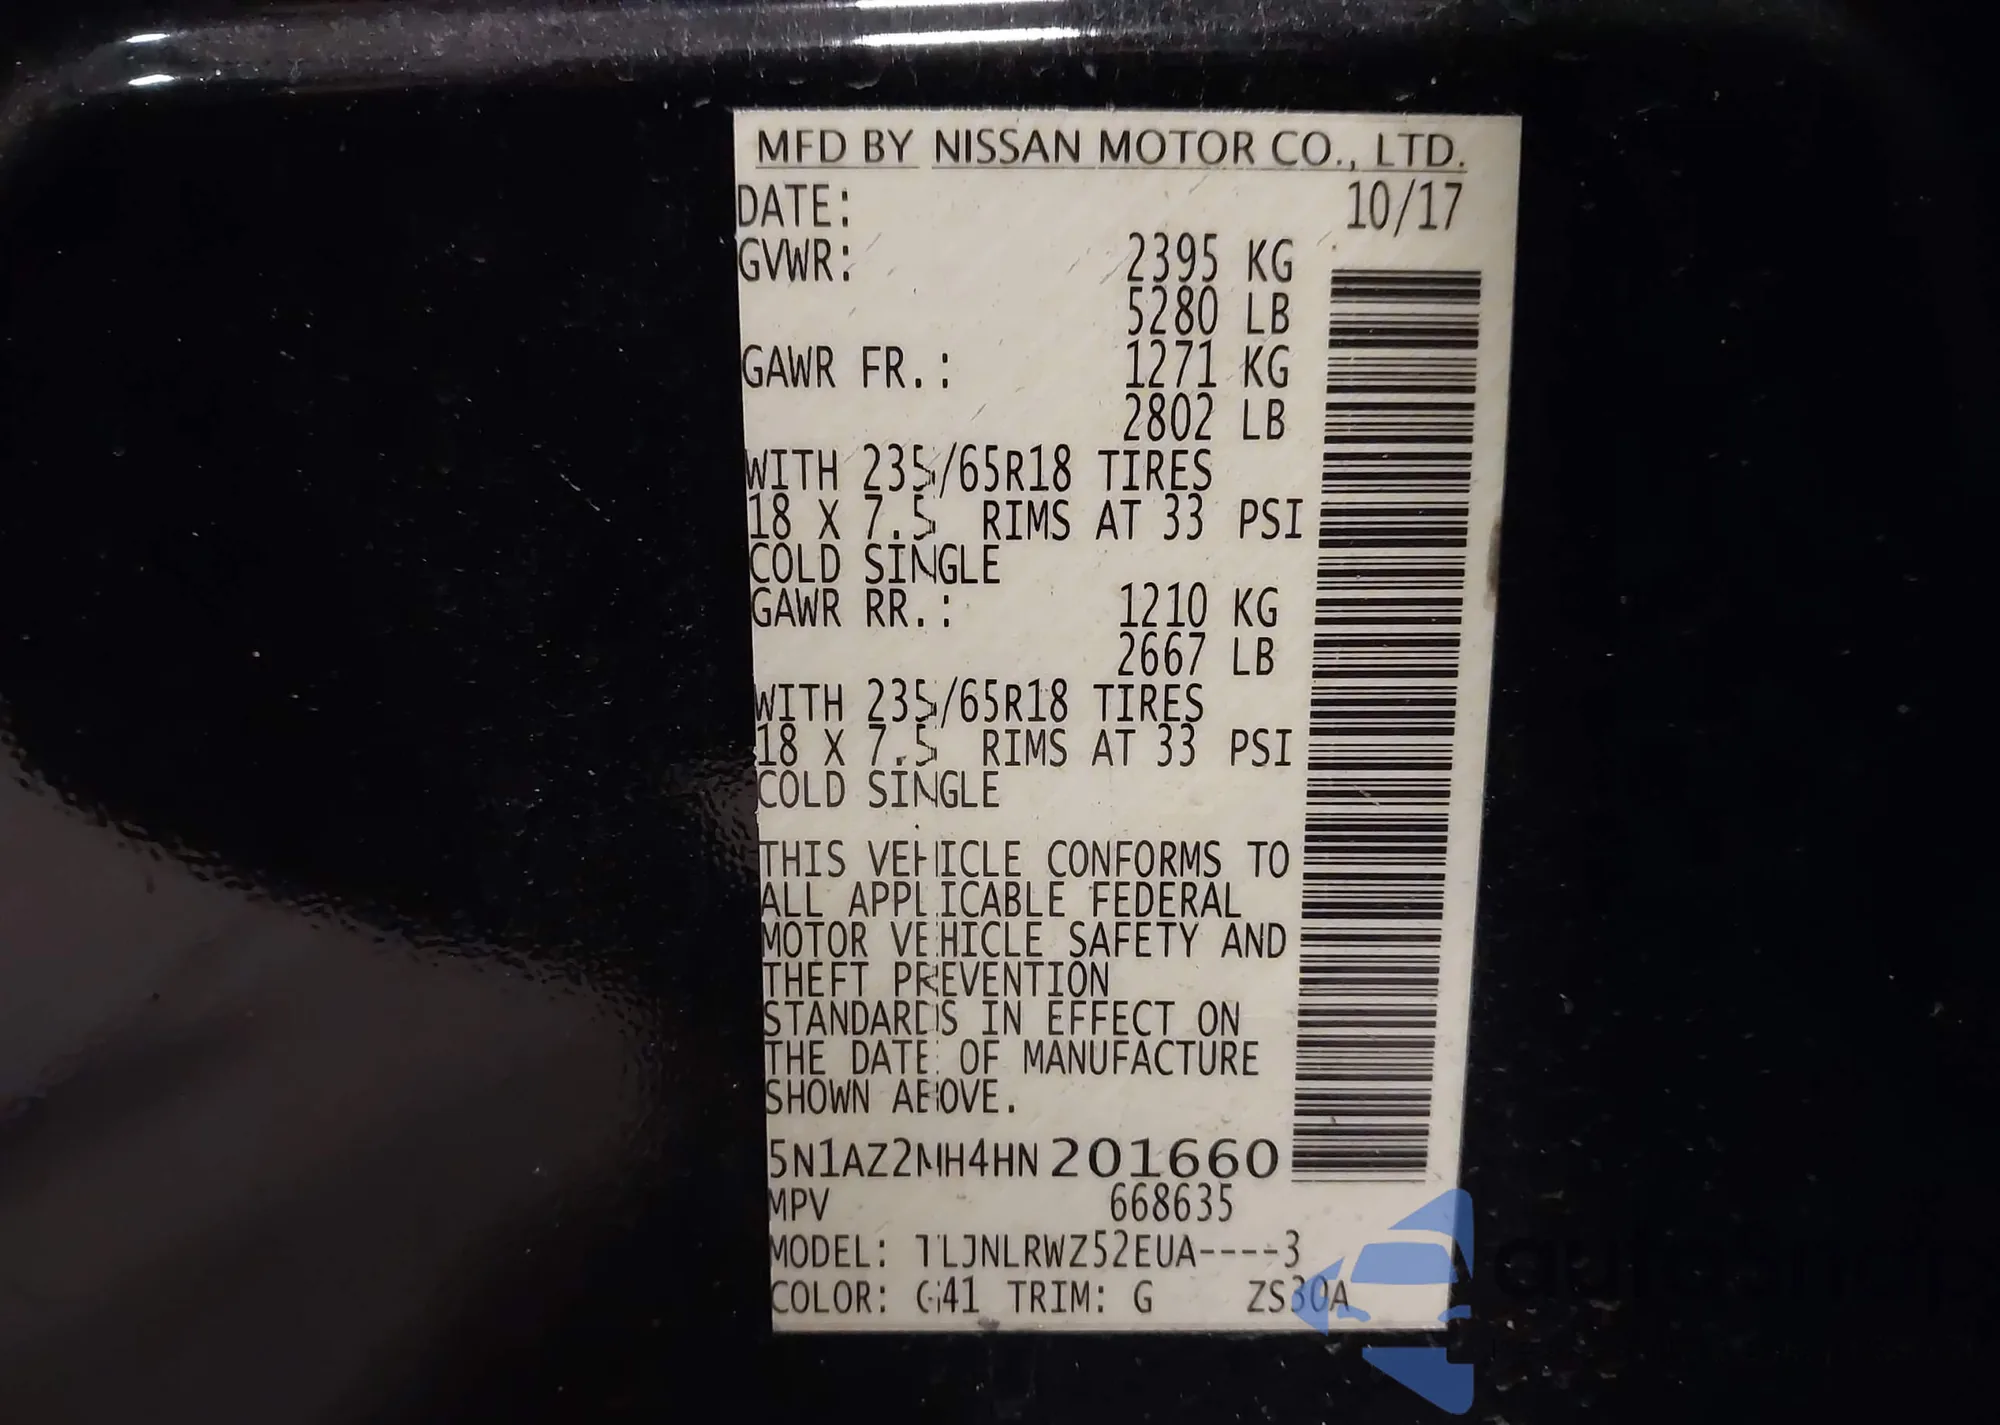 MFD BY NISSAN MOTOR CO., LTD.
DATE: 10/17
GVWR: 2395 KG
5280 LB
GAWR FR.: 1271 KG
2802 LB
WITH 235/65R18 TIRES
18 X 7.5 RIMS AT 33 PSI
COLD SINGLE
GAWR RR.: 1210 KG
2667 LB
WITH 235/65R18 TIRES
18 X 7.5 RIMS AT 33 PSI
COLD SINGLE
THIS VEHICLE CONFORMS TO
ALL APPLICABLE FEDERAL
MOTOR VEHICLE SAFETY AND
THEFT PREVENTION
STANDARDS IN EFFECT ON
THE DATE OF MANUFACTURE
SHOWN ABOVE.
5N1AZ2MH4HN201660
MPV 668635
MODEL: TLJNLRWZ52EUA----3
COLOR: G41 TRIM: G ZS30A